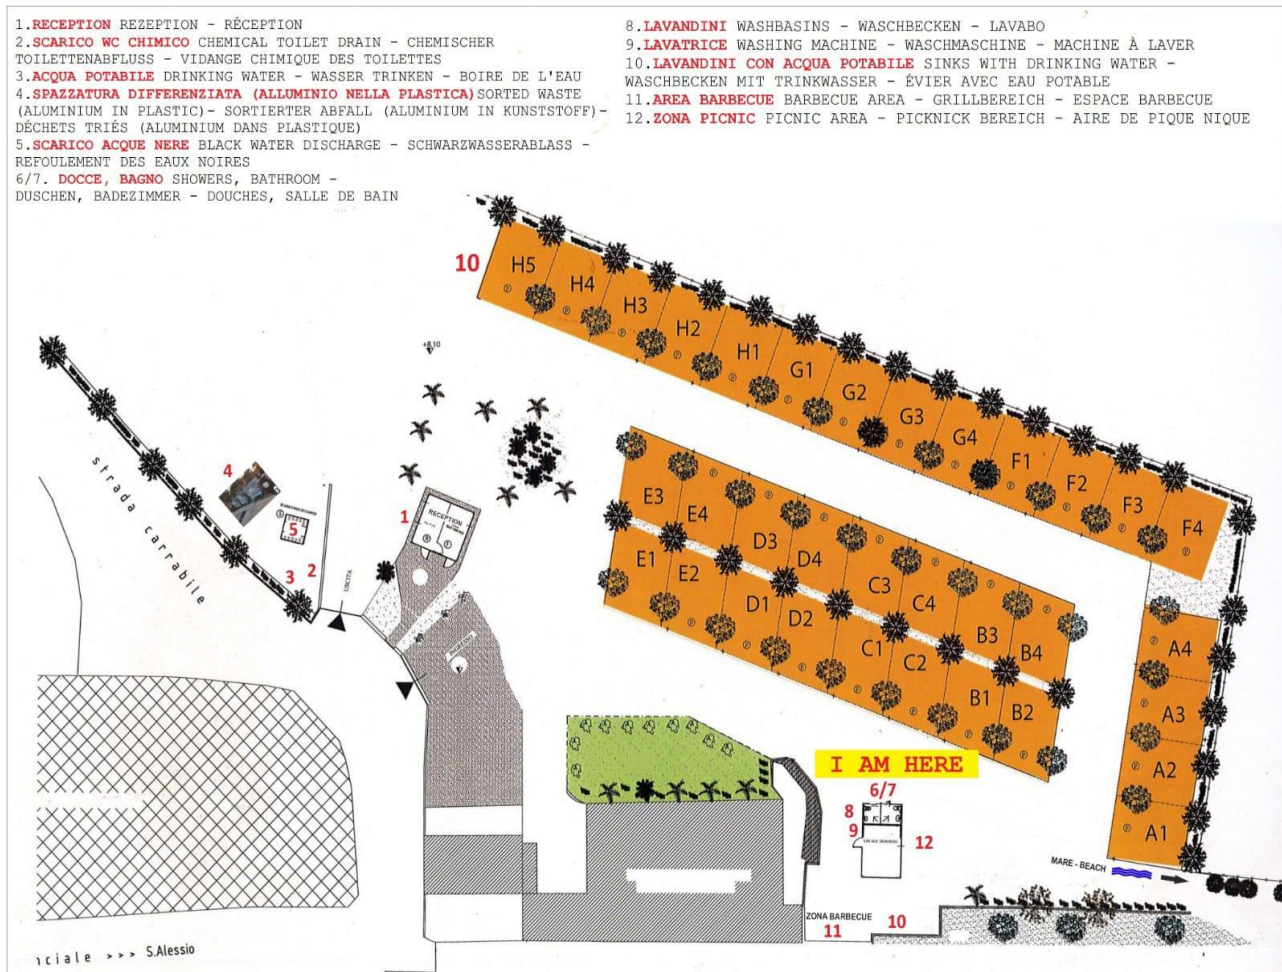 1.RECEPTION REZEPTION - RÉCEPTION
2.SCARICO WC CHIMICO CHEMICAL TOILET DRAIN - CHEMISCHER
TOILETTENABFLUSS - VIDANGE CHIMIQUE DES TOILETTES
3.ACQUA POTABILE DRINKING WATER - WASSER TRINKEN - BOIRE DE L'EAU
4.SPAZZATURA DIFFERENZIATA (ALLUMINIO NELLA PLASTICA)SORTED WASTE
(ALUMINIUM IN PLASTIC)- SORTIERTER ABFALL (ALUMINIUM IN KUNSTSTOFF)-
DÉCHETS TRIÉS (ALUMINIUM DANS PLASTIQUE)
5.SCARICO ACQUE NERE BLACK WATER DISCHARGE - SCHWARZWASSERABLASS -
REFOULEMENT DES EAUX NOIRES
6/7. DOCCE, BAGNO SHOWERS, BATHROOM -
DUSCHEN, BADEZIMMER - DOUCHES, SALLE DE BAIN
8.LAVANDINI WASHBASINS - WASCHBECKEN - LAVABO
9.LAVATRICE WASHING MACHINE - WASCHMASCHINE - MACHINE À LAVER
10.LAVANDINI CON ACQUA POTABILE SINKS WITH DRINKING WATER -
WASCHBECKEN MIT TRINKWASSER - ÉVIER AVEC EAU POTABLE
11.AREA BARBECUE BARBECUE AREA - GRILLBEREICH - ESPACE BARBECUE
12.ZONA PICNIC PICNIC AREA - PICKNICK BEREICH - AIRE DE PIQUE NIQUE
10
H5
H4
H3
H2
H1
G1
G2
G3
G4
F1
F2
F3
F4
+8.10
4
5
3
2
1
RECEPTION
USCITA
strada carrabile
E3
E4
D3
D4
C3
C4
B3
B4
E1
E2
D1
D2
C1
C2
B1
B2
A4
A3
A2
A1
I AM HERE
6/7
8
9
12
MARE - BEACH
ZONA BARBECUE
11
10
nciale >>> S.Alessio